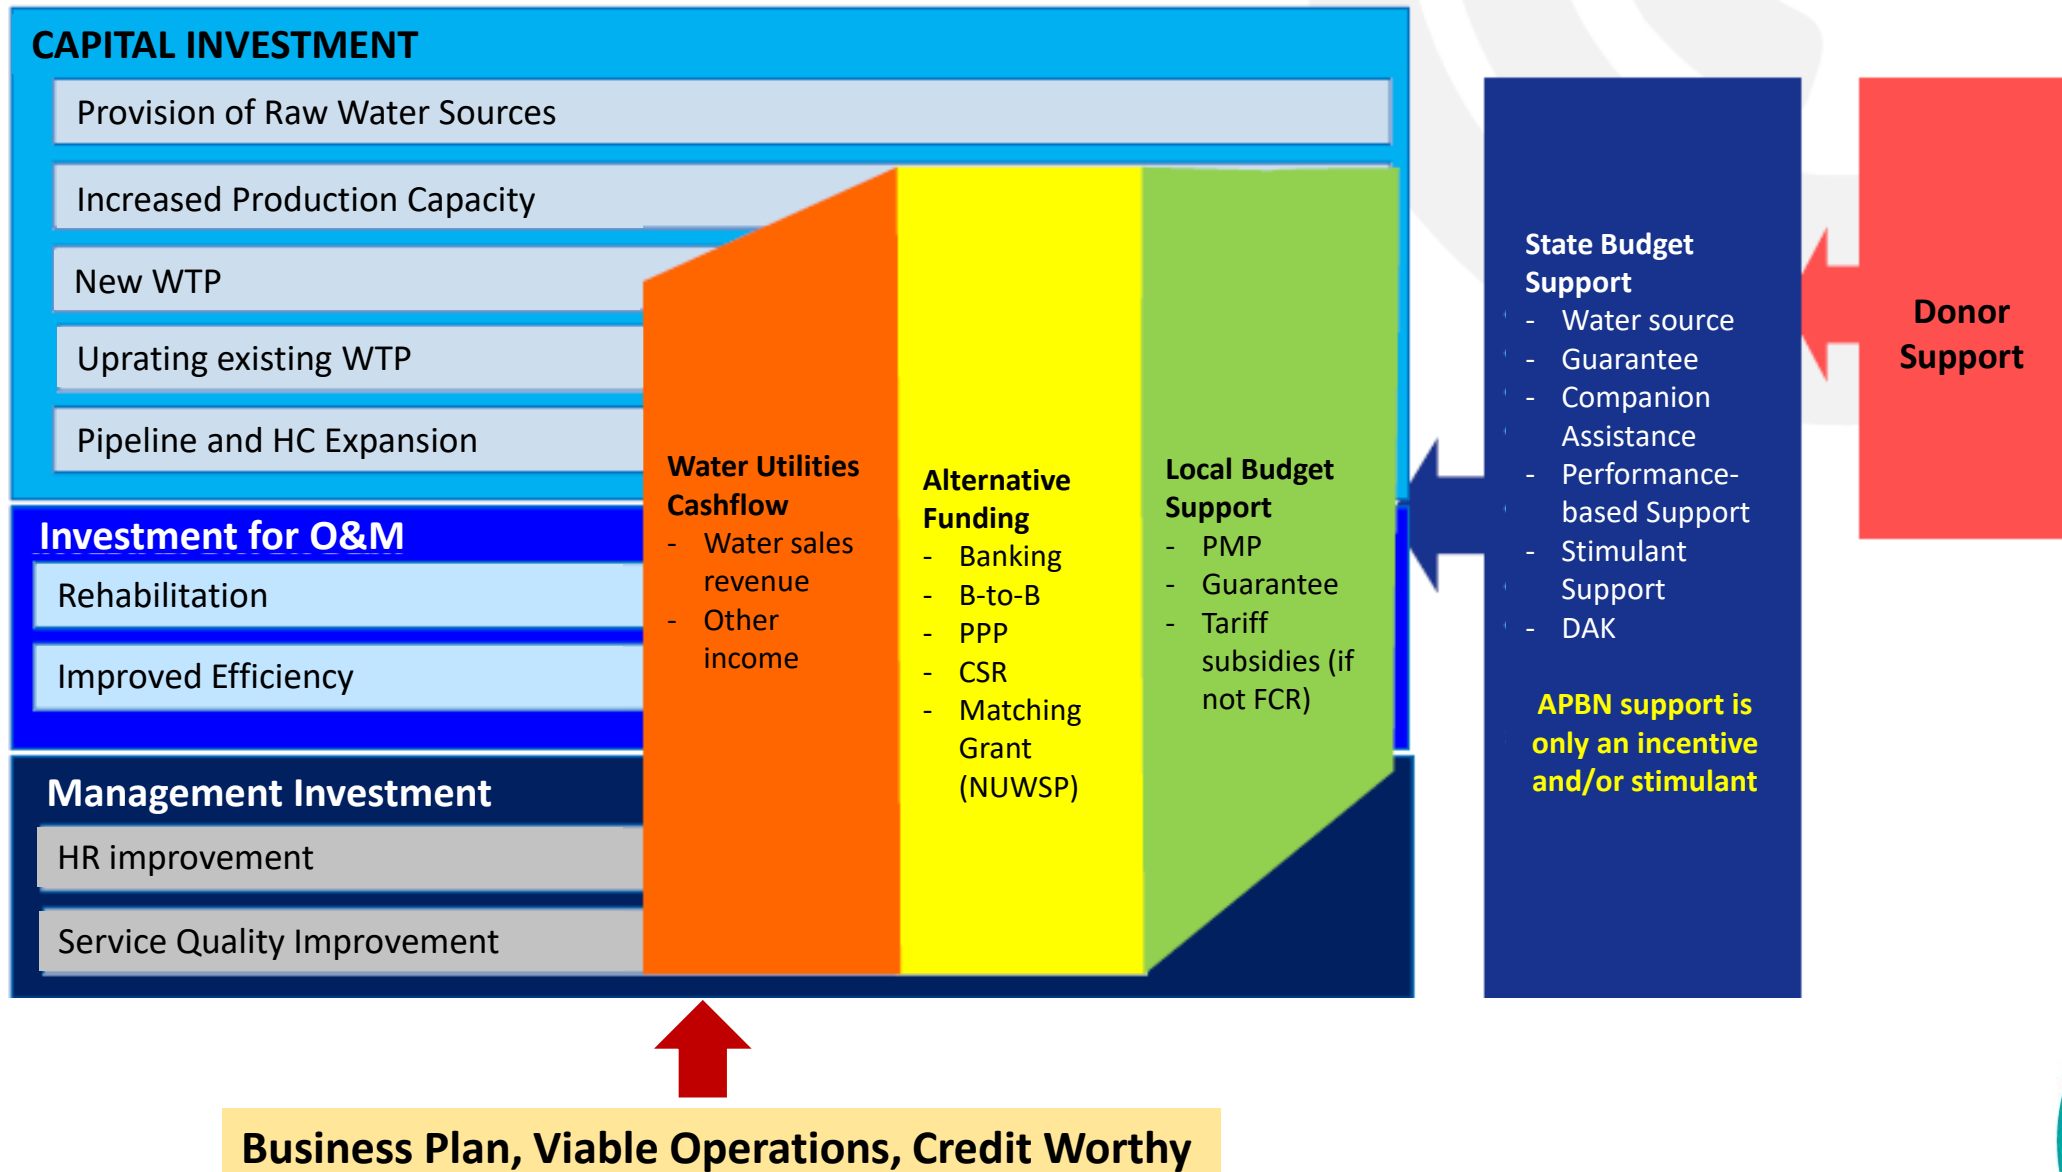 CAPITAL INVESTMENT
Provision of Raw Water Sources
Increased Production Capacity
New WTP
Uprating existing WTP
Pipeline and HC Expansion
Investment for O&M
Rehabilitation
Improved Efficiency
Management Investment
HR improvement
Service Quality Improvement
Water Utilities
Cashflow
- Water sales
revenue
- Other
income
Alternative
Funding
- Banking
- B-to-B
- PPP
- CSR
- Matching
Grant
(NUWSP)
Local Budget
Support
- PMP
- Guarantee
- Tariff
subsidies (if
not FCR)
State Budget
Support
- Water source
- Guarantee
- Companion
Assistance
- Performance-
based Support
- Stimulant
Support
- DAK
APBN support is
only an incentive
and/or stimulant
Donor
Support
Business Plan, Viable Operations, Credit Worthy